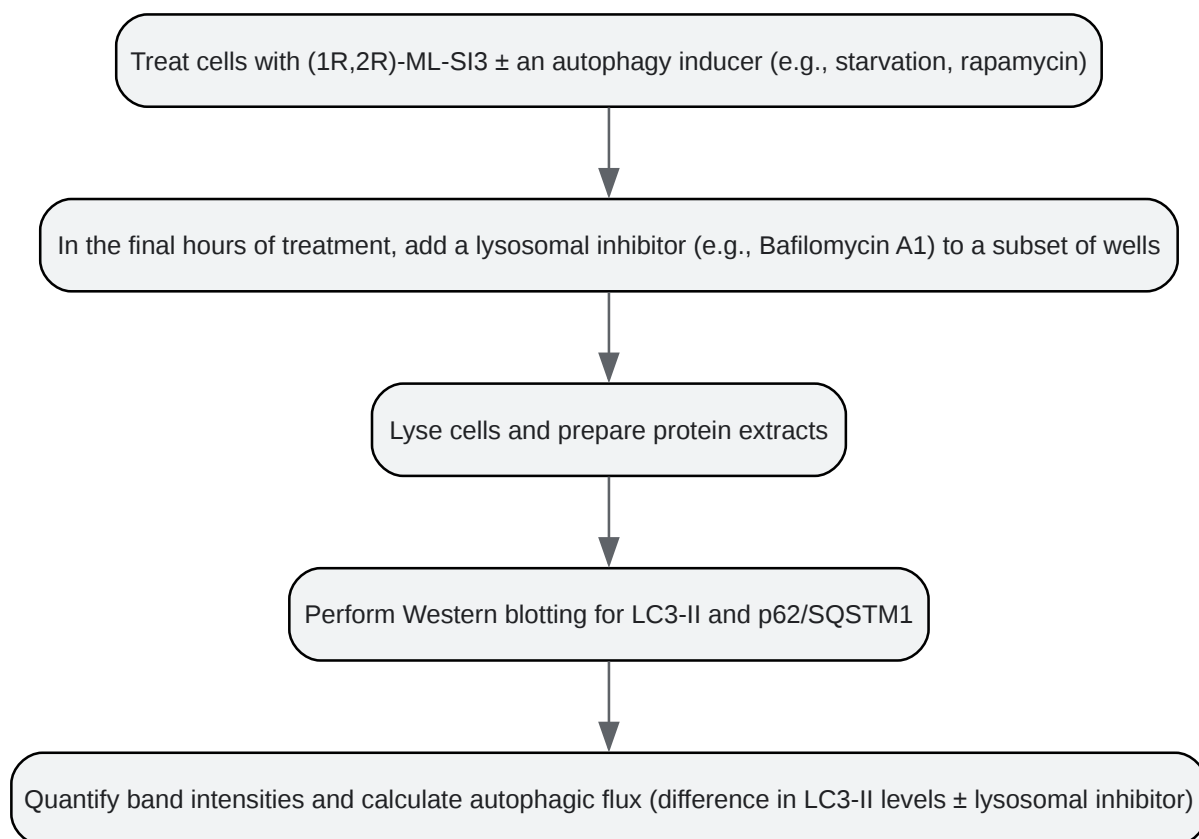 Treat cells with (1R,2R)-ML-SI3 ± an autophagy inducer (e.g., starvation, rapamycin)
In the final hours of treatment, add a lysosomal inhibitor (e.g., Bafilomycin A1) to a subset of wells
Lyse cells and prepare protein extracts
Perform Western blotting for LC3-II and p62/SQSTM1
Quantify band intensities and calculate autophagic flux (difference in LC3-II levels ± lysosomal inhibitor)